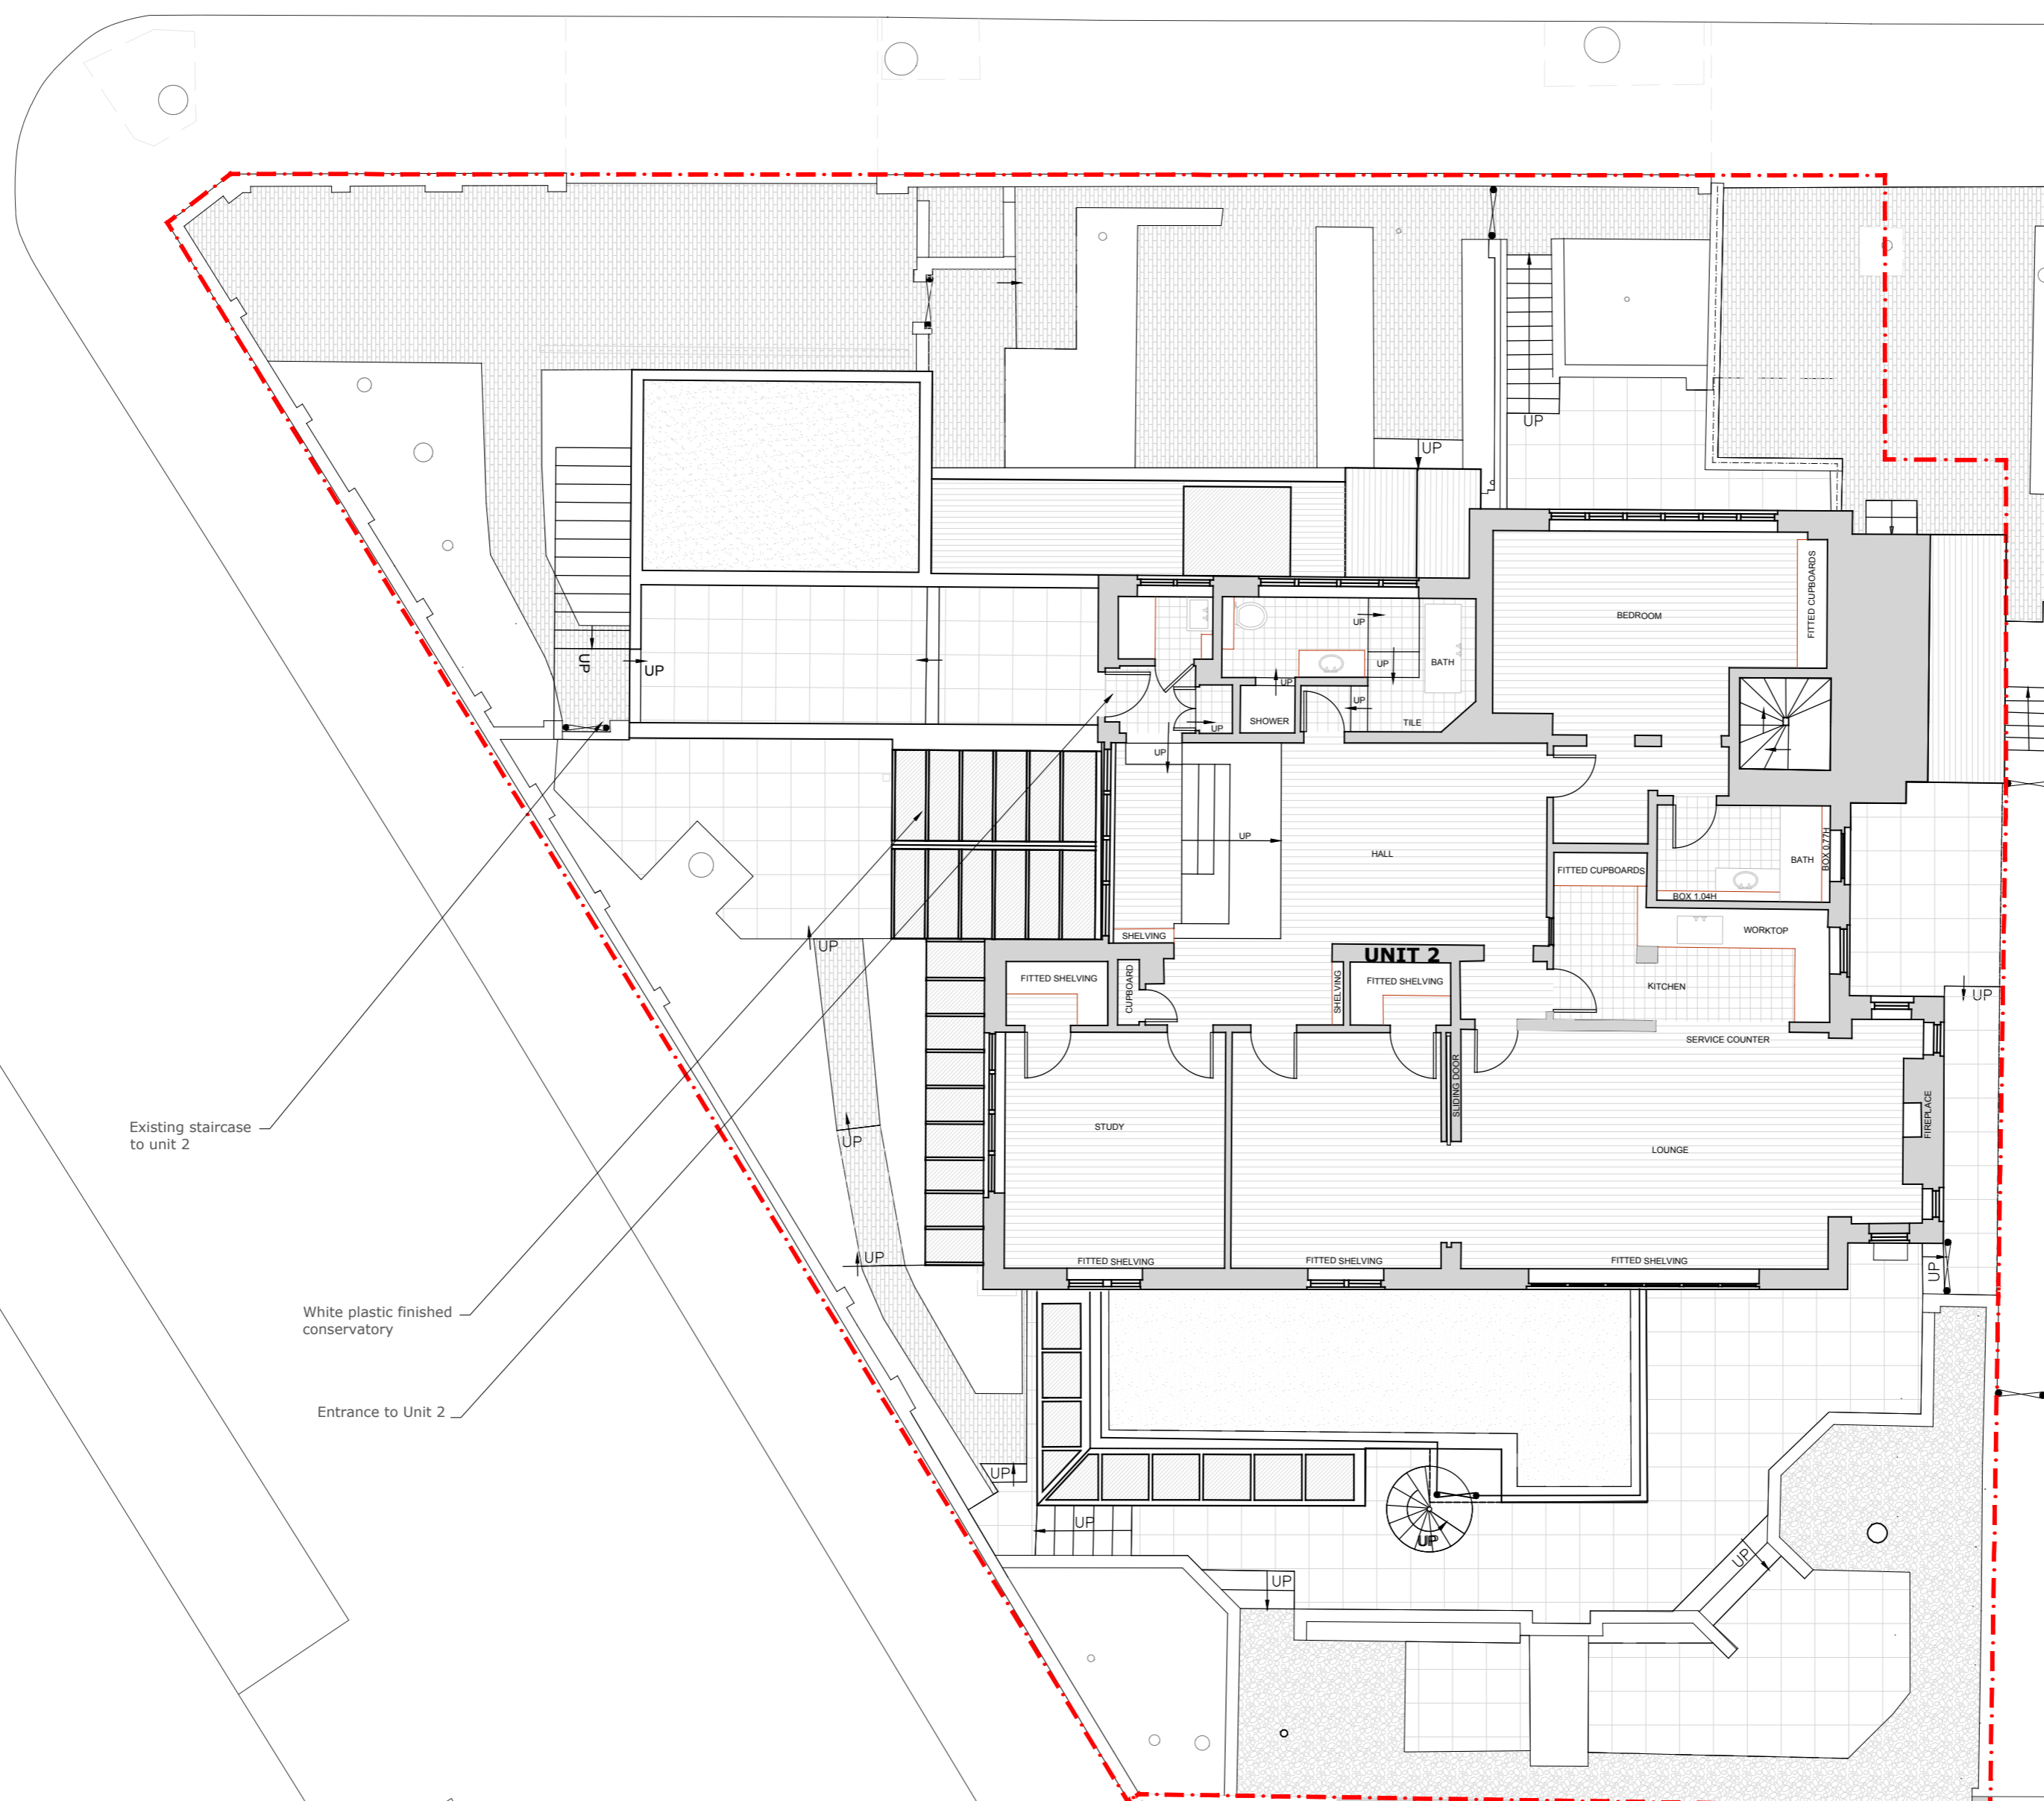 UP
UP
BEDROOM
FITTED CUPBOARDS
UP
UP
UP
UP
BATH
UP
UP
SHOWER
UP
TILE
UP
UP
HALL
BATH
BOX 0.77H
FITTED CUPBOARDS
BOX 1.04H
SHELVING
WORKTOP
UP
UNIT 2
FITTED SHELVING
CUPBOARD
SHELVING
FITTED SHELVING
KITCHEN
UP
SERVICE COUNTER
SLIDING DOOR
FIREPLACE
Existing staircase
to unit 2
UP
STUDY
LOUNGE
UP
FITTED SHELVING
FITTED SHELVING
FITTED SHELVING
UP
White plastic finished
conservatory
Entrance to Unit 2
UP
UP
UP
UP
UP